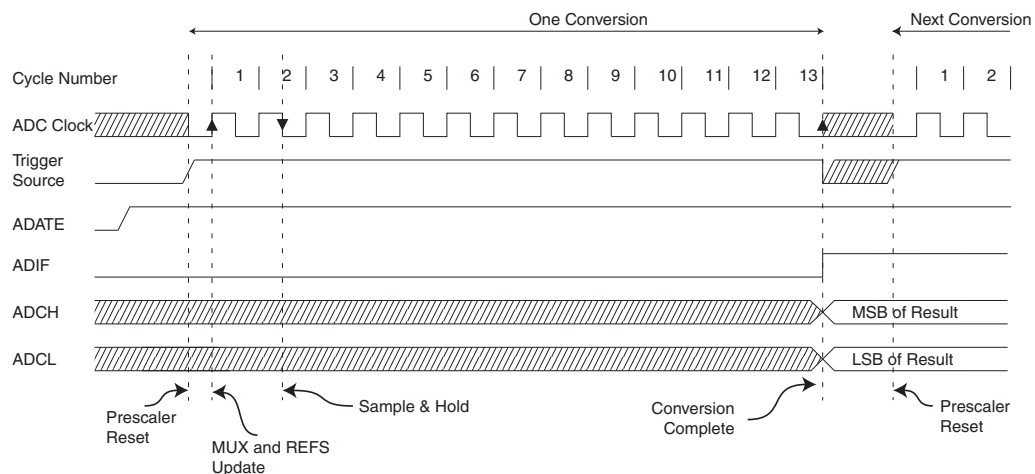 One Conversion
Next Conversion
Cycle Number
1 2 3 4 5 6 7 8 9 10 11 12 13 1 2
ADC Clock
Trigger
Source
ADATE
ADIF
ADCH
MSB of Result
ADCL
LSB of Result
Prescaler
Reset
MUX and REFS
Update
Sample & Hold
Conversion
Complete
Prescaler
Reset